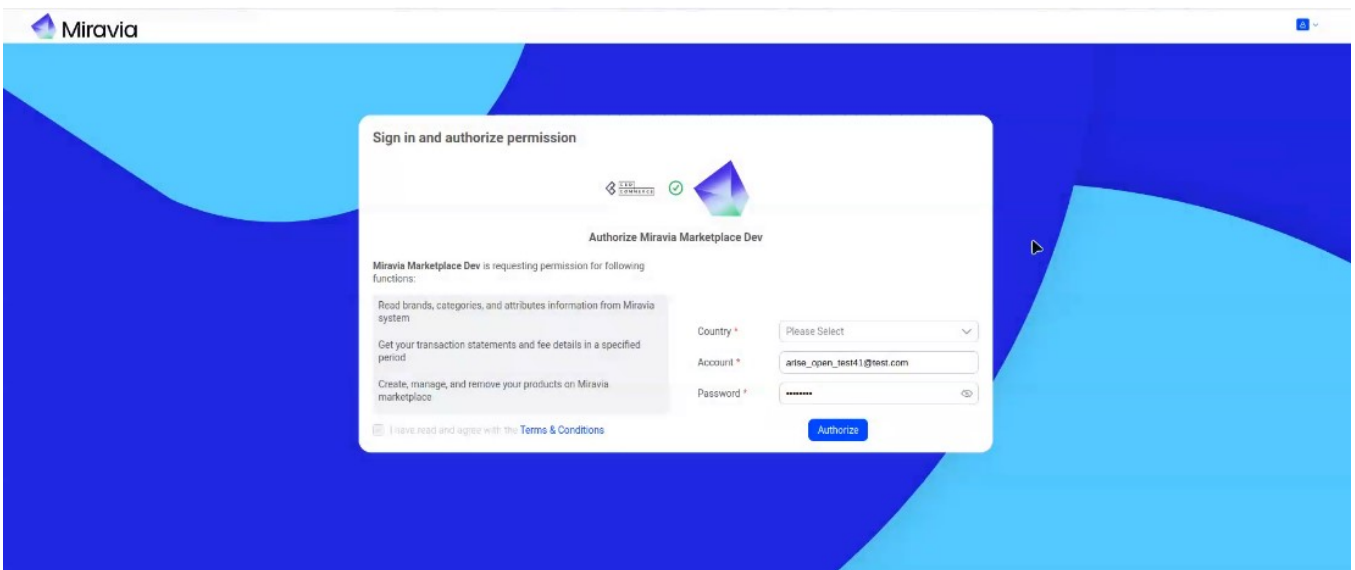 Miravia
Sign in and authorize permission
CED
COMMERCE
Authorize Miravia Marketplace Dev
Miravia Marketplace Dev is requesting permission for following
functions:
Read brands, categories, and attributes information from Miravia
system
Get your transaction statements and fee details in a specified
period
Create, manage, and remove your products on Miravia
marketplace
I have read and agree with the Terms & Conditions
Country *
Please Select
Account *
arise_open_test41@test.com
Password *
••••••••
Authorize